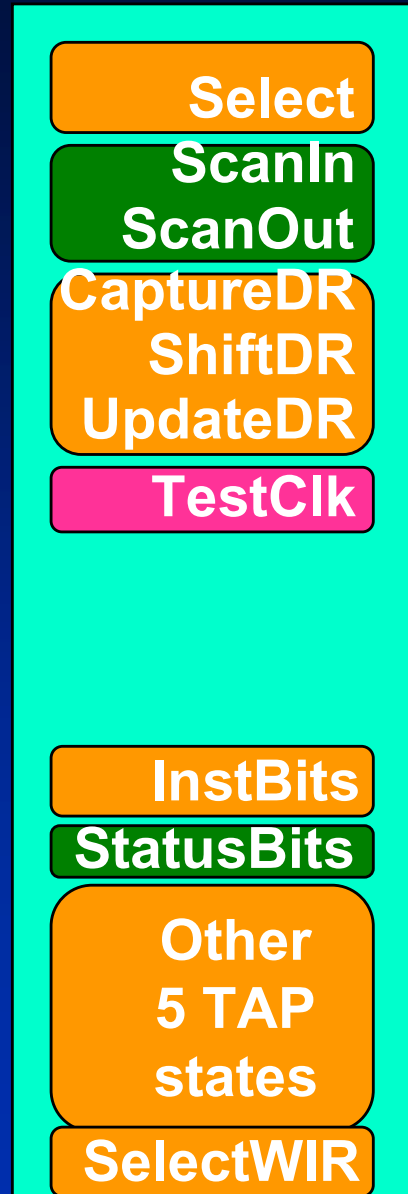 Select
ScanIn
ScanOut
CaptureDR
ShiftDR
UpdateDR
TestClk
InstBits
StatusBits
Other
5 TAP
states
SelectWIR